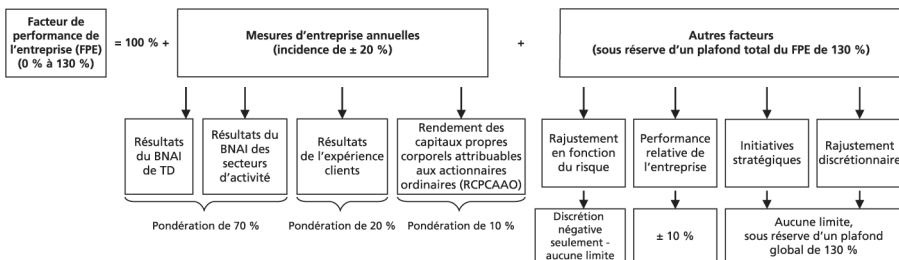 Facteur de
performance de
l'entreprise (FPE)
(0 % à 130 %)
= 100 % +
Mesures d'entreprise annuelles
(incidence de ± 20 %)
+
Autres facteurs
(sous réserve d'un plafond total du FPE de 130 %)
Résultats
du BNAI
de TD
Résultats du
BNAI des
secteurs
d'activité
Résultats
de l'expérience
clients
Rendement des
capitaux propres
corporels attribuables
aux actionnaires
ordinaires (RCPCAAO)
Rajustement
en fonction
du risque
Performance
relative de
l'entreprise
Initiatives
stratégiques
Rajustement
discrétionnaire
Pondération de 70 %
Pondération de 20 %
Pondération de 10 %
Discrétion
négative
seulement -
aucune limite
± 10 %
Aucune limite,
sous réserve d'un plafond
global de 130 %